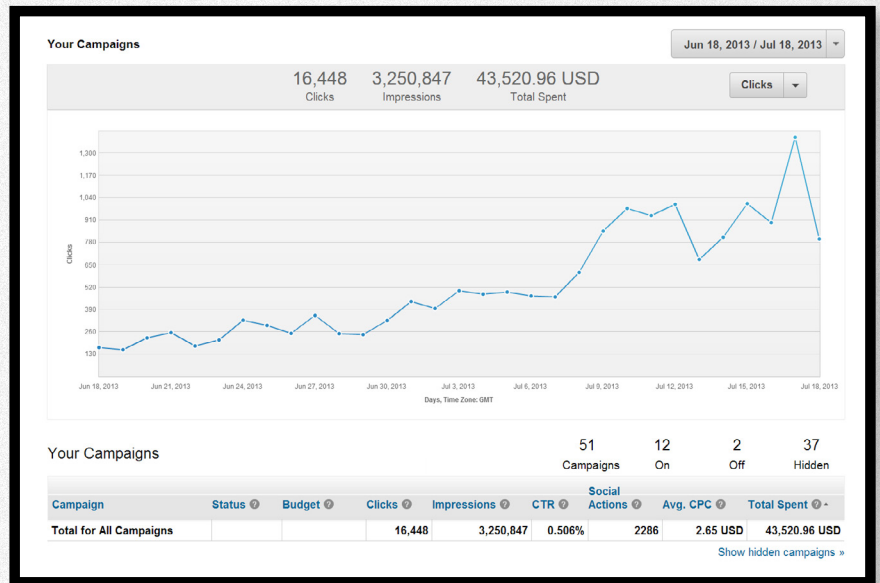 Your Campaigns
Jun 18, 2013 / Jul 18, 2013
16,448 3,250,847 43,520.96 USD
Clicks Impressions Total Spent
Clicks
1,300
1,170
1,040
910
780
650
520
390
260
130
Clicks
Jun 18, 2013 Jun 21, 2013 Jun 24, 2013 Jun 27, 2013 Jun 30, 2013 Jul 3, 2013 Jul 6, 2013 Jul 9, 2013 Jul 12, 2013 Jul 15, 2013 Jul 18, 2013
Days, Time Zone: GMT
Your Campaigns
51 12 2 37
Campaigns On Off Hidden
Campaign Status ? Budget ? Clicks ? Impressions ? CTR ? Social Actions ? Avg. CPC ? Total Spent ?
Total for All Campaigns 16,448 3,250,847 0.506% 2286 2.65 USD 43,520.96 USD
Show hidden campaigns »